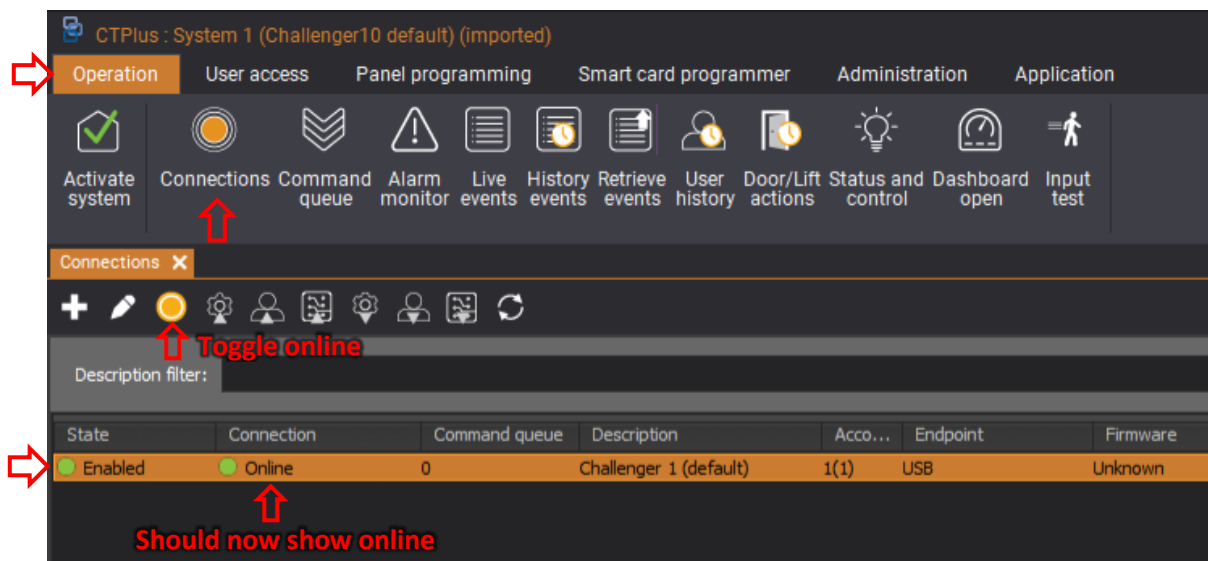 CTPlus : System 1 (Challenger10 default) (imported)
Operation User access Panel programming Smart card programmer Administration Application
Activate system
Connections
Command queue
Alarm monitor
Live events
History events
Retrieve events
User history
Door/Lift actions
Status and control
Dashboard open
Input test
Connections
Toggle online
Description filter:
State Connection Command queue Description Acco... Endpoint Firmware
Enabled Online 0 Challenger 1 (default) 1(1) USB Unknown
Should now show online